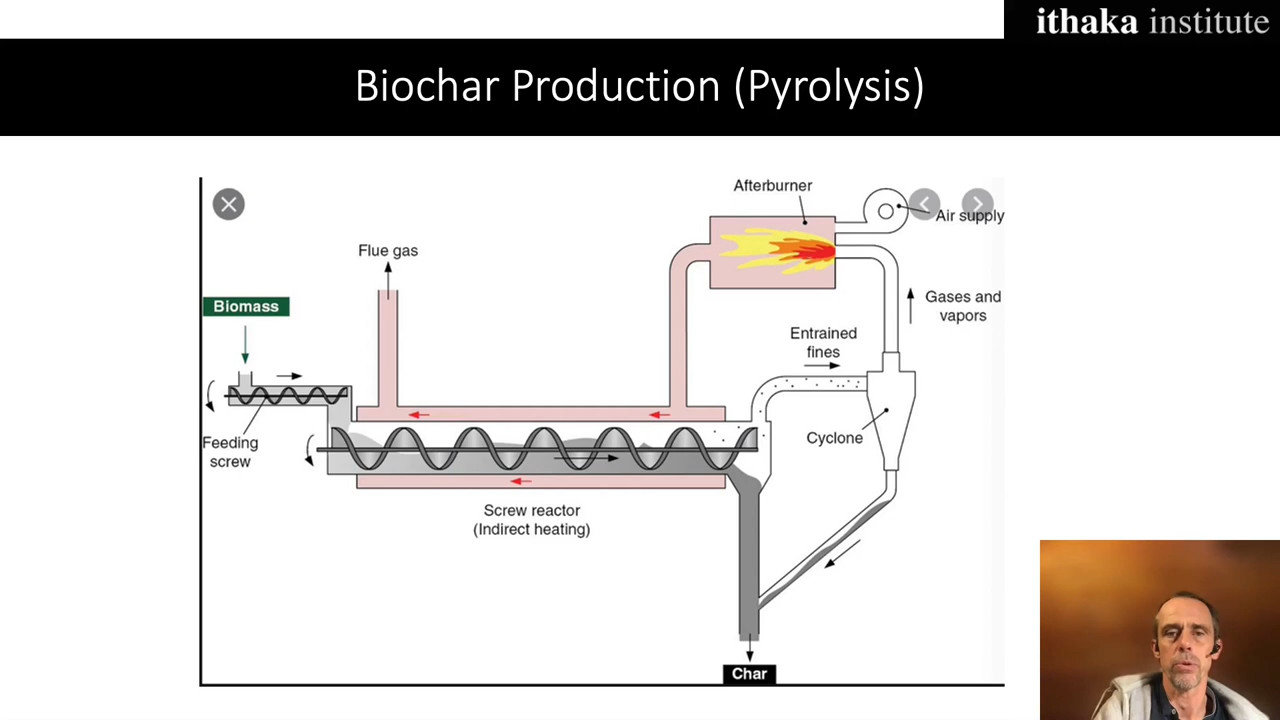 ithaka institute
Biochar Production (Pyrolysis)
Afterburner
Air supply
Flue gas
Biomass
Gases and
vapors
Entrained
fines
Feeding
screw
Cyclone
Screw reactor
(Indirect heating)
Char